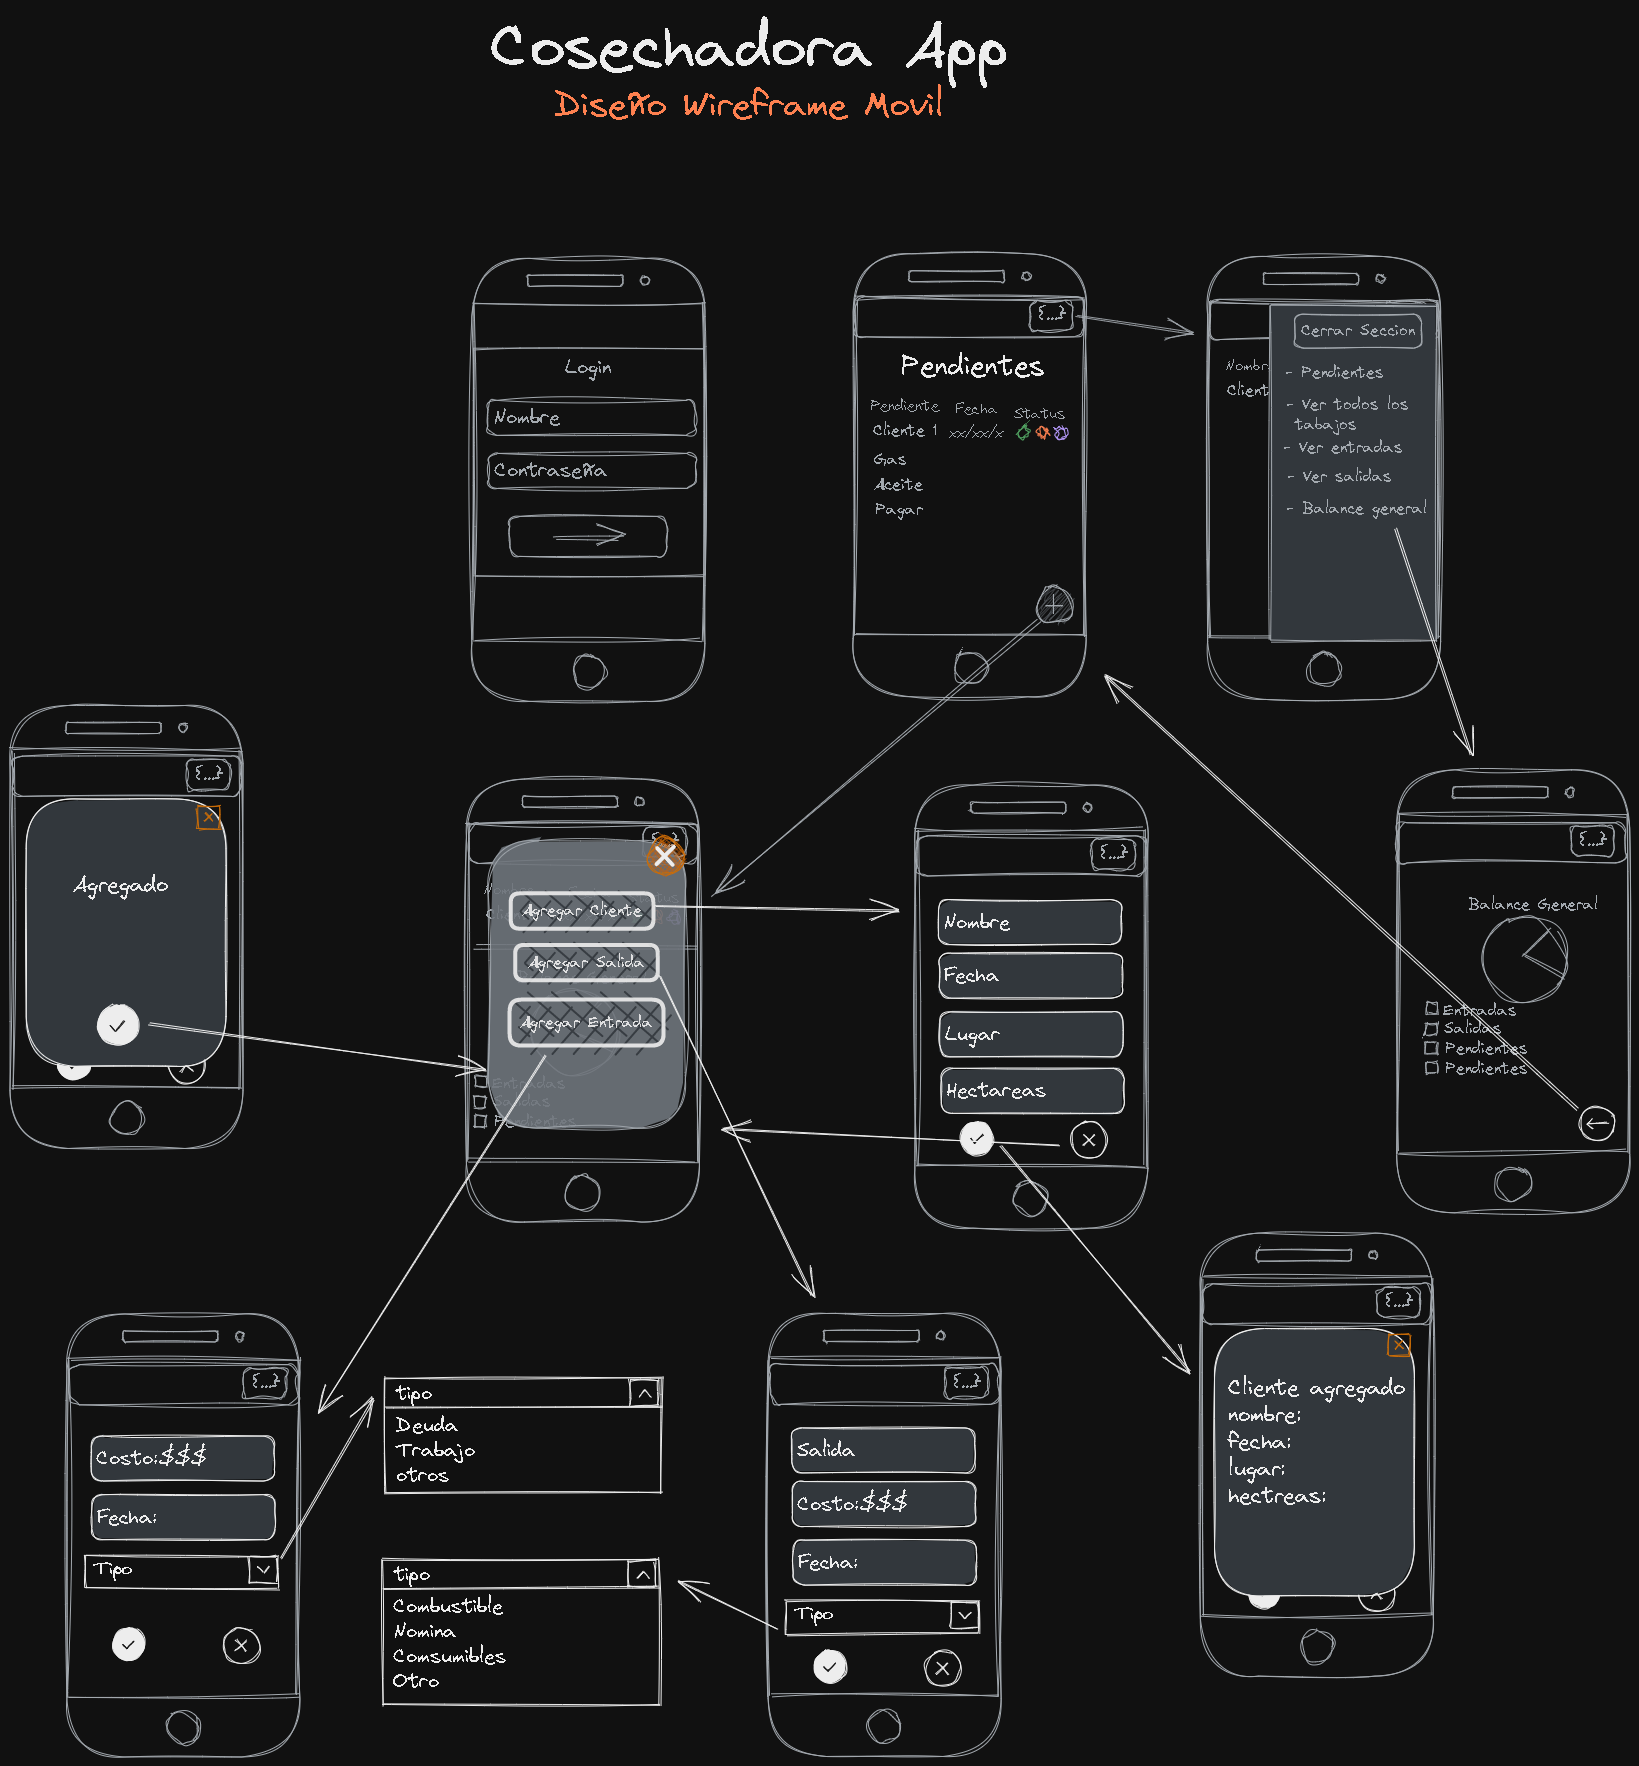 Cosechadora App
Diseño Wireframe Movil
Login
Nombre
Contraseña
{...}
Pendientes
Pendiente Fecha Status
Cliente 1 xx/xx/x
Gas
Aceite
Pagar
Nombr
Client
Cerrar Seccion
- Pendientes
- Ver todos los
tabajos
- Ver entradas
- Ver salidas
- Balance general
{...}
Agregado
{...}
Agregar Cliente
Agregar Salida
Agregar Entrada
Entradas
Salidas
Pendientes
{...}
Nombre
Fecha
Lugar
Hectareas
{...}
Balance General
Entradas
Salidas
Pendientes
Pendientes
{...}
Costo:$$$
Fecha:
Tipo
tipo
Deuda
Trabajo
otros
tipo
Combustible
Nomina
Comsumibles
Otro
{...}
Salida
Costo:$$$
Fecha:
Tipo
{...}
Cliente agregado
nombre:
fecha:
lugar:
hectreas: